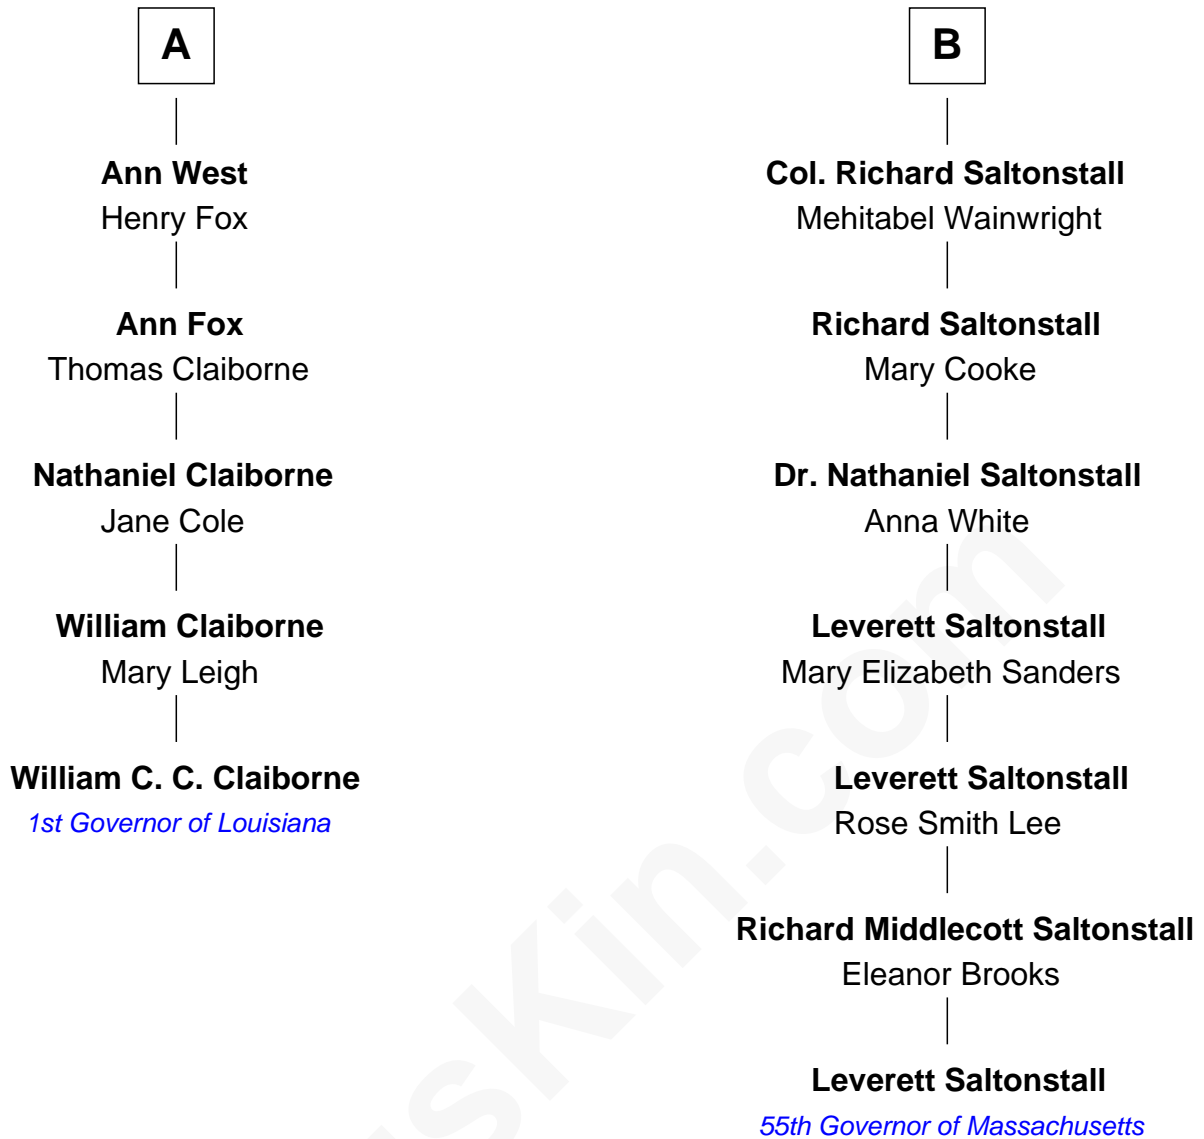 A
Ann West
Henry Fox
Ann Fox
Thomas Claiborne
Nathaniel Claiborne
Jane Cole
William Claiborne
Mary Leigh
William C. C. Claiborne
1st Governor of Louisiana
B
Col. Richard Saltonstall
Mehitabel Wainwright
Richard Saltonstall
Mary Cooke
Dr. Nathaniel Saltonstall
Anna White
Leverett Saltonstall
Mary Elizabeth Sanders
Leverett Saltonstall
Rose Smith Lee
Richard Middlecott Saltonstall
Eleanor Brooks
Leverett Saltonstall
55th Governor of Massachusetts
sKin.com